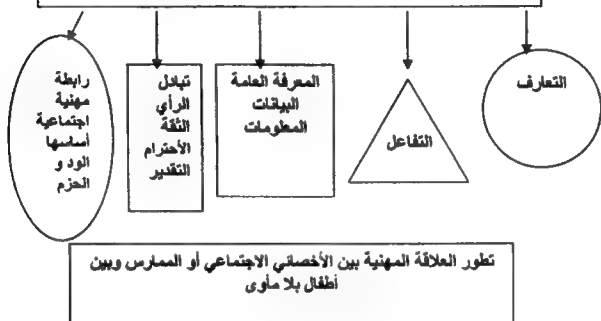 التعارف
التفاعل
المعرفة العامة
البيانات
المعلومات
تبادل
الرأي
الثقة
الأحترام
التقدير
رابطة
مهنية
اجتماعية
أساسها
الود و
الحزم
تطور العلاقة المهنية بين الأخصائي الاجتماعي أو الممارس وبين
أطفال بلا مأوى